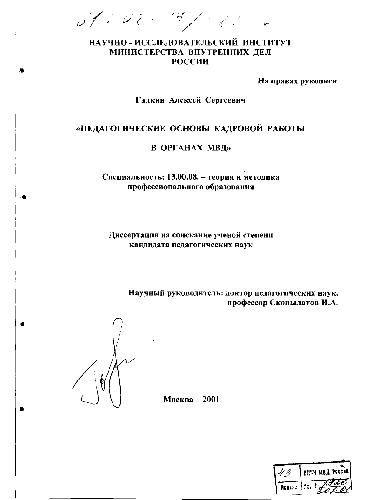 НАУЧНО - ИССЛЕДОВАТЕЛЬСКИЙ ИНСТИТУТ
МИНИСТЕРСТВА ВНУТРЕННИХ ДЕЛ
РОССИИ
На правах рукописи
Галкин Алексей Сергеевич
«ПЕДАГОГИЧЕСКИЕ ОСНОВЫ КАДРОВОЙ РАБОТЫ
В ОРГАНАХ МВД»
Специальность: 13.00.08. – теория и методика
профессионального образования
Диссертация на соискание ученой степени
кандидата педагогических наук
Научный руководитель: доктор педагогических наук,
профессор Скопылатов И.А.
Москва – 2001
МВД России